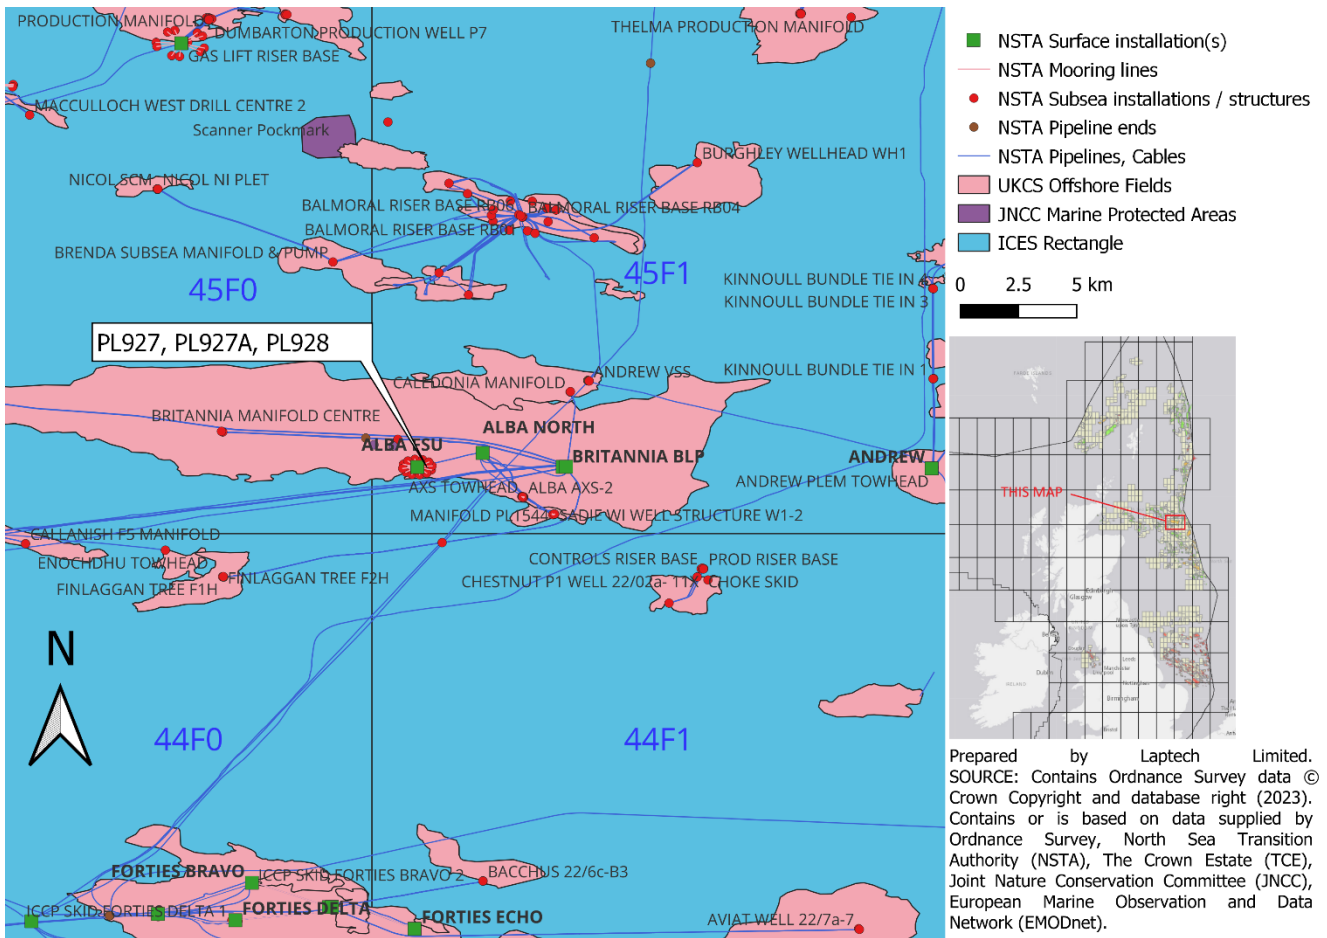 PRODUCTION MANIFOLD
DUMBARTON PRODUCTION WELL P7
GAS LIFT RISER BASE
THELMA PRODUCTION MANIFOLD
MACCULLOCH WEST DRILL CENTRE 2
Scanner Pockmark
BURGHLEY WELLHEAD WH1
NICOL SCM NICOL NI PLET
BALMORAL RISER BASE RB06
BALMORAL RISER BASE RB04
BALMORAL RISER BASE RB01
BRENDA SUBSEA MANIFOLD & PUMP
45F0
45F1
KINNOULL BUNDLE TIE IN 4
KINNOULL BUNDLE TIE IN 3
PL927, PL927A, PL928
KINNOULL BUNDLE TIE IN 1
ANDREW VSS
CALEDONIA MANIFOLD
BRITANNIA MANIFOLD CENTRE
ALBA NORTH
ALBA FSU
BRITANNIA BLP
ANDREW
ANDREW PLEM TOWHEAD
AXS TOWHEAD
ALBA AXS-2
MANIFOLD PL1544
SADIE WI WELL STRUCTURE W1-2
CALLANISH F5 MANIFOLD
ENOCHDHU TOWHEAD
FINLAGGAN TREE F2H
FINLAGGAN TREE F1H
CONTROLS RISER BASE
PROD RISER BASE
CHESTNUT P1 WELL 22/02a- 11X
CHOKE SKID
N
44F0
44F1
FORTIES BRAVO
ICCP SKID FORTIES BRAVO 2
BACCHUS 22/6c-B3
ICCP SKID FORTIES DELTA 1
FORTIES DELTA
FORTIES ECHO
AVIAT WELL 22/7a-7
NSTA Surface installation(s)
NSTA Mooring lines
NSTA Subsea installations / structures
NSTA Pipeline ends
NSTA Pipelines, Cables
UKCS Offshore Fields
JNCC Marine Protected Areas
ICES Rectangle
0 2.5 5 km
THIS MAP
Prepared by Laptech Limited.
SOURCE: Contains Ordnance Survey data ©
Crown Copyright and database right (2023).
Contains or is based on data supplied by
Ordnance Survey, North Sea Transition
Authority (NSTA), The Crown Estate (TCE),
Joint Nature Conservation Committee (JNCC),
European Marine Observation and Data
Network (EMODnet).